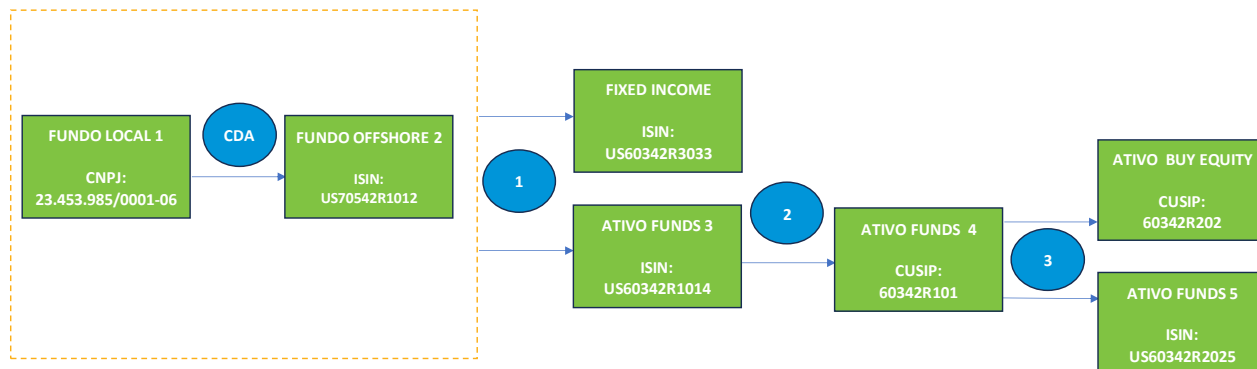 FUNDO LOCAL 1
CNPJ:
23.453.985/0001-06
CDA
FUNDO OFFSHORE 2
ISIN:
US70542R1012
1
FIXED INCOME
ISIN:
US60342R3033
ATIVO FUNDS 3
ISIN:
US60342R1014
2
ATIVO FUNDS 4
CUSIP:
60342R101
3
ATIVO BUY EQUITY
CUSIP:
60342R202
ATIVO FUNDS 5
ISIN:
US60342R2025